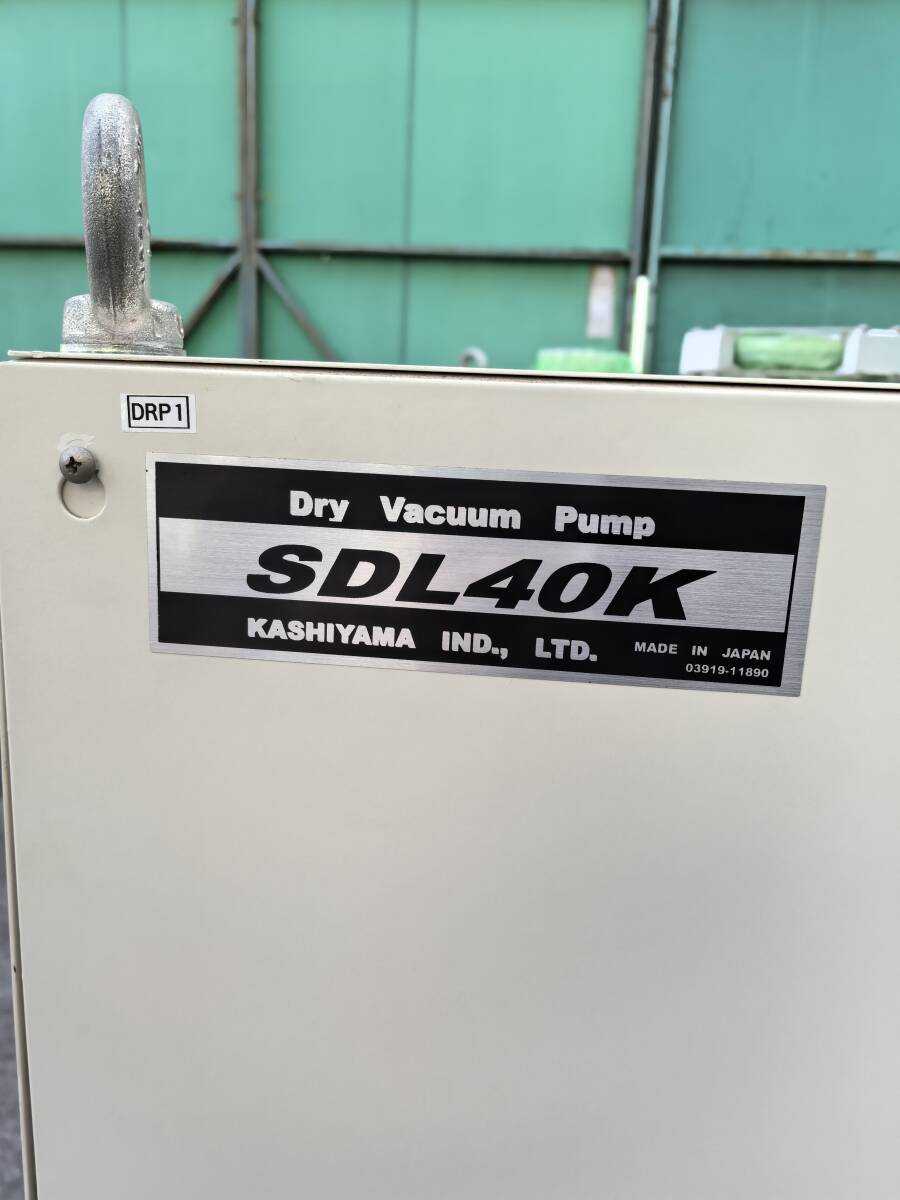 DRP1
Dry Vacuum Pump
SDL40K
KASHIYAMA IND., LTD. MADE IN JAPAN
03919-11890